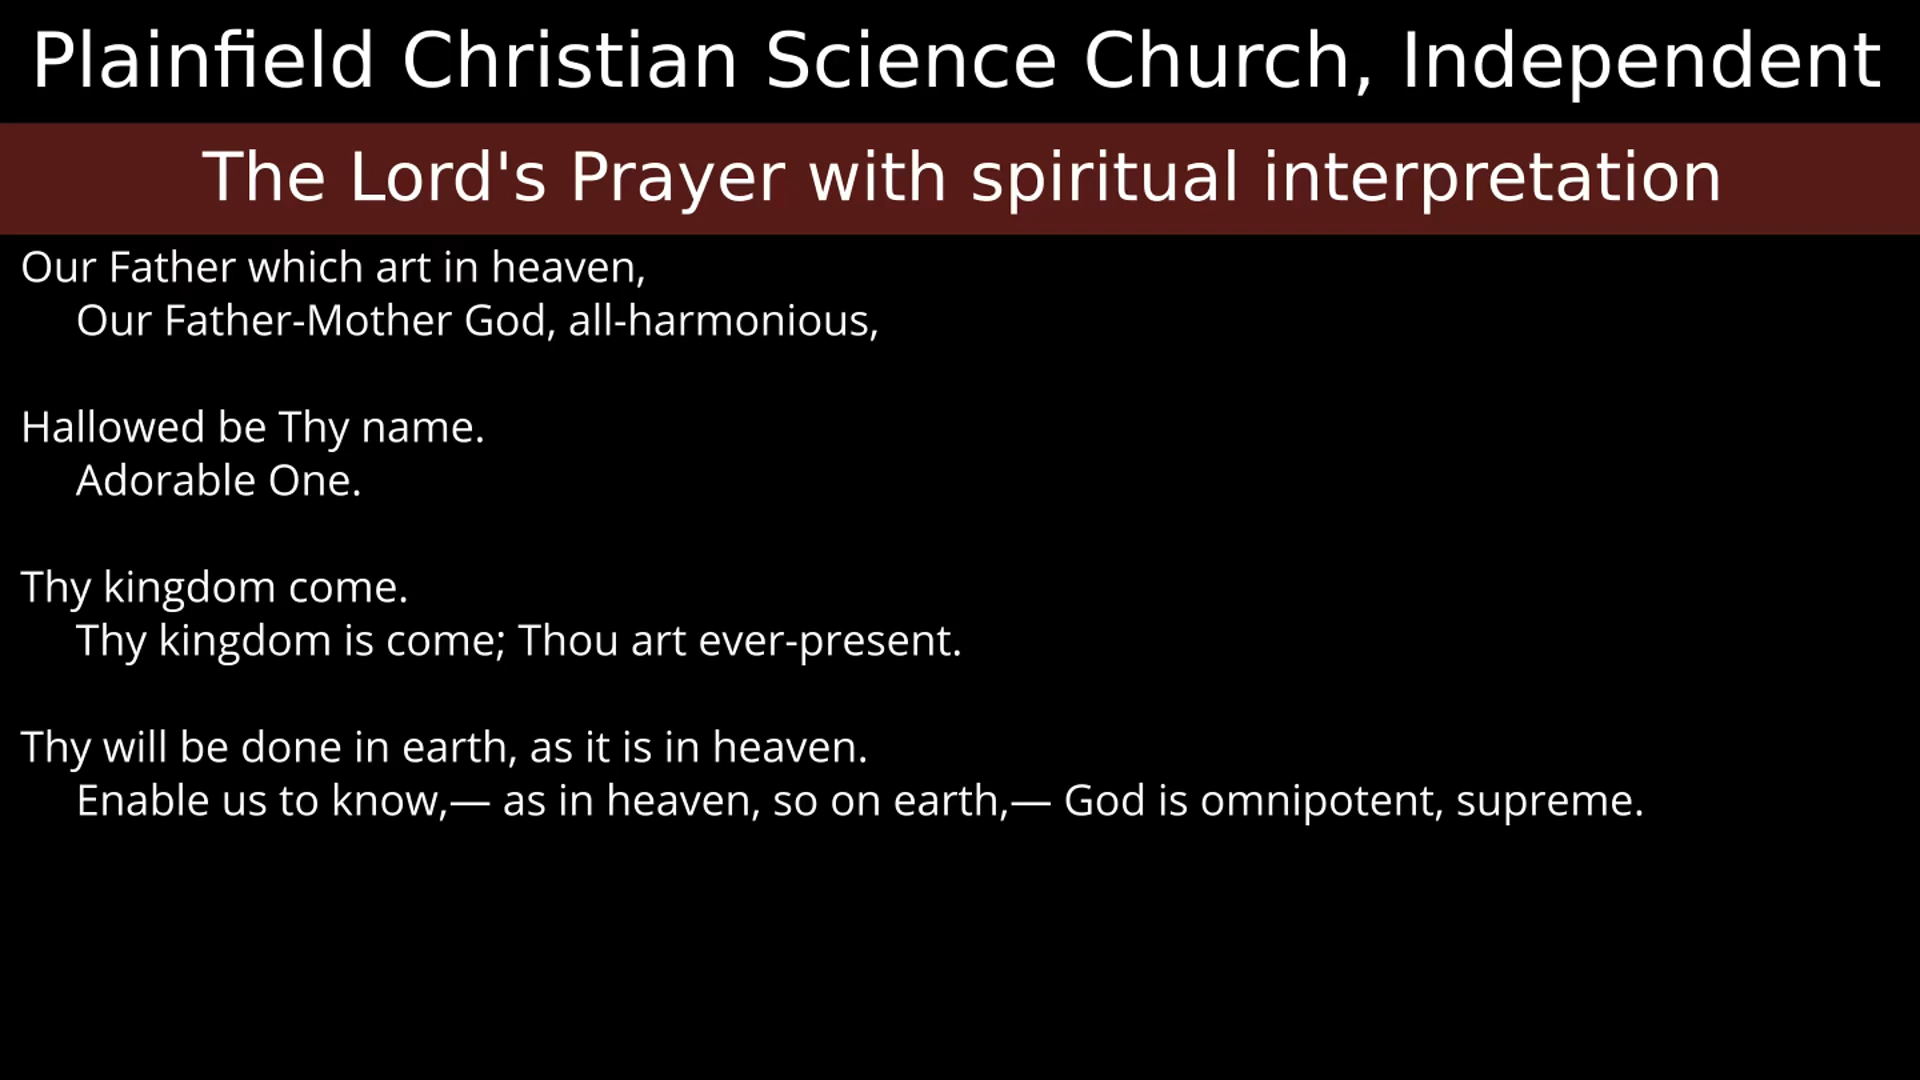 Plainfield Christian Science Church, Independent
The Lord's Prayer with spiritual interpretation
Our Father which art in heaven,
Our Father-Mother God, all-harmonious,
Hallowed be Thy name.
Adorable One.
Thy kingdom come.
Thy kingdom is come; Thou art ever-present.
Thy will be done in earth, as it is in heaven.
Enable us to know,— as in heaven, so on earth,— God is omnipotent, supreme.